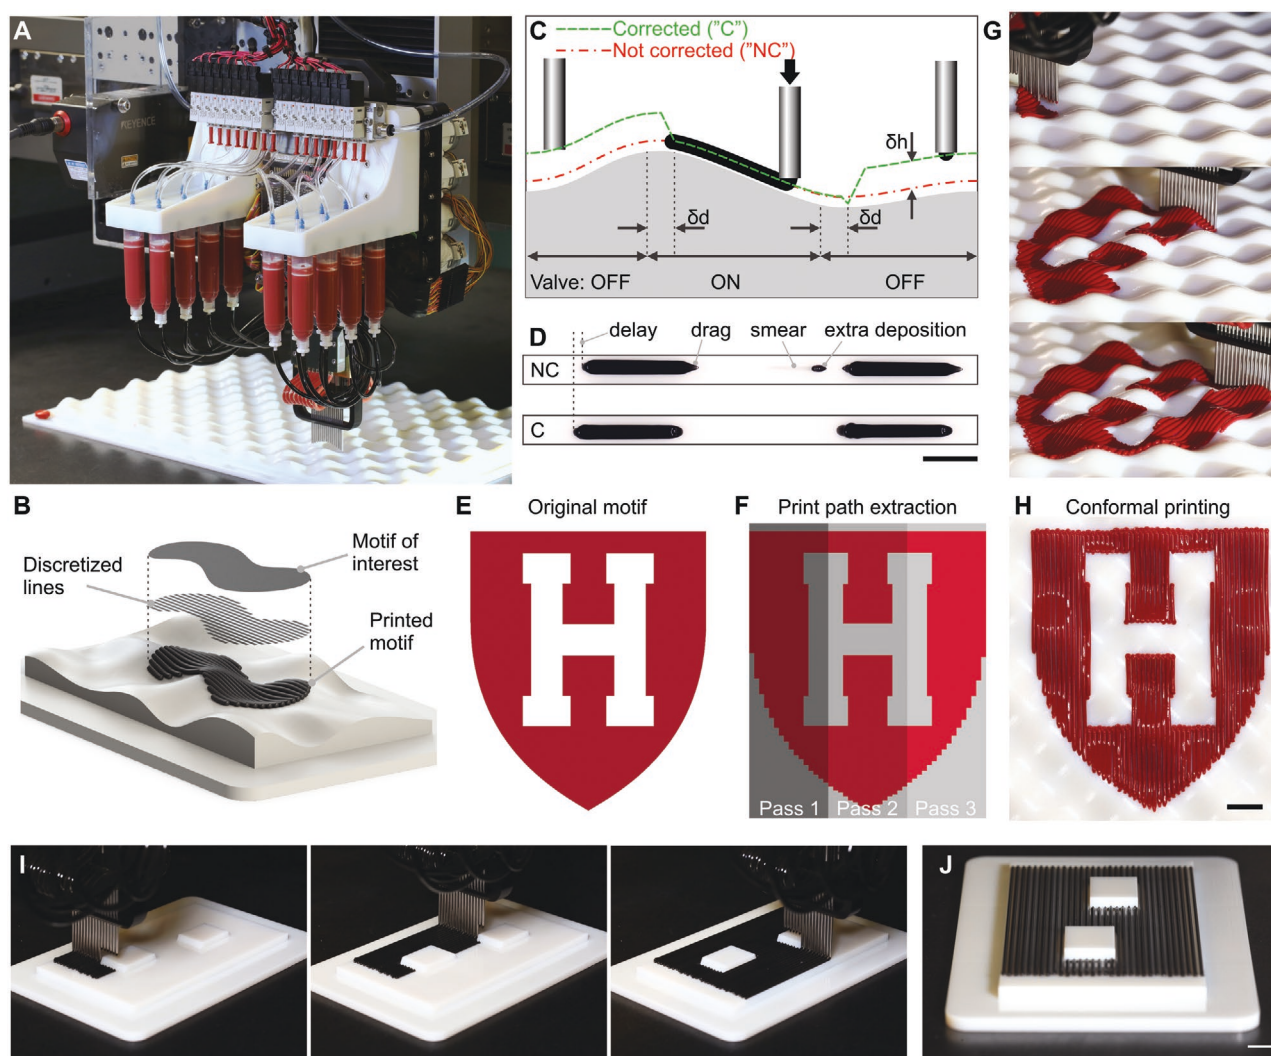 A
KEYENCE
C
Corrected ("C")
Not corrected ("NC")
δh
δd
δd
Valve: OFF
ON
OFF
D
delay
drag
smear
extra deposition
NC
C
G
B
Motif of
interest
Discretized
lines
Printed
motif
E
Original motif
H
F
Print path extraction
H
Pass 1
Pass 2
Pass 3
H
Conformal printing
H
I
J